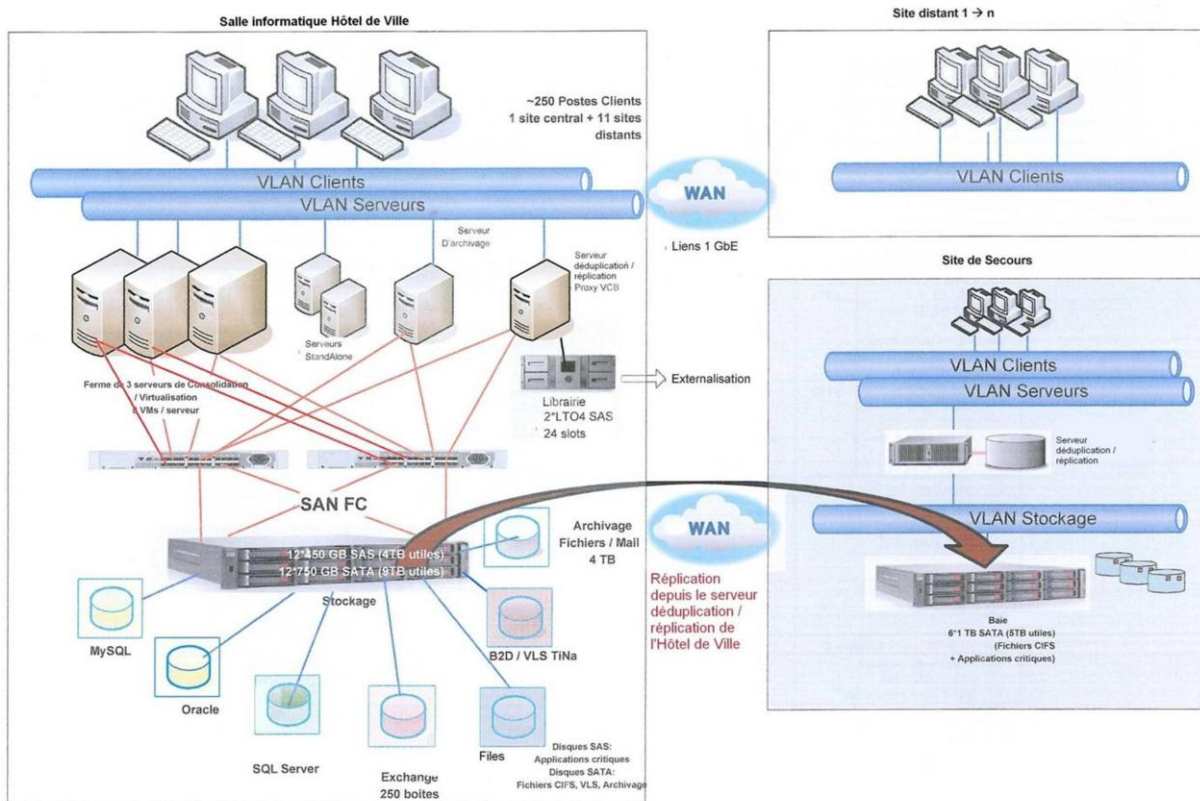 Salle informatique Hôtel de Ville
~250 Postes Clients
1 site central + 11 sites
distants
VLAN Clients
VLAN Serveurs
Serveur
D'archivage
Serveur
déduplication /
réplication
Proxy VCB
Serveurs
StandAlone
Ferme de 3 serveurs de Consolidation
/ Virtualisation
8 VMs / serveur
Librairie
2*LTO4 SAS
24 slots
Externalisation
SAN FC
12*450 GB SAS (4TB utiles)
12*750 GB SATA (9TB utiles)
Stockage
Archivage
Fichiers / Mail
4 TB
MySQL
Oracle
SQL Server
Exchange
250 boites
Files
B2D / VLS TiNa
Disques SAS:
Applications critiques
Disques SATA:
Fichiers CIFS, VLS, Archivage
WAN
Liens 1 GbE
WAN
Réplication
depuis le serveur
déduplication /
réplication de
l'Hôtel de Ville
Site distant 1 → n
VLAN Clients
Site de Secours
VLAN Clients
VLAN Serveurs
Serveur
déduplication /
réplication
VLAN Stockage
Baie
6*1 TB SATA (5TB utiles)
(Fichiers CIFS
+ Applications critiques)